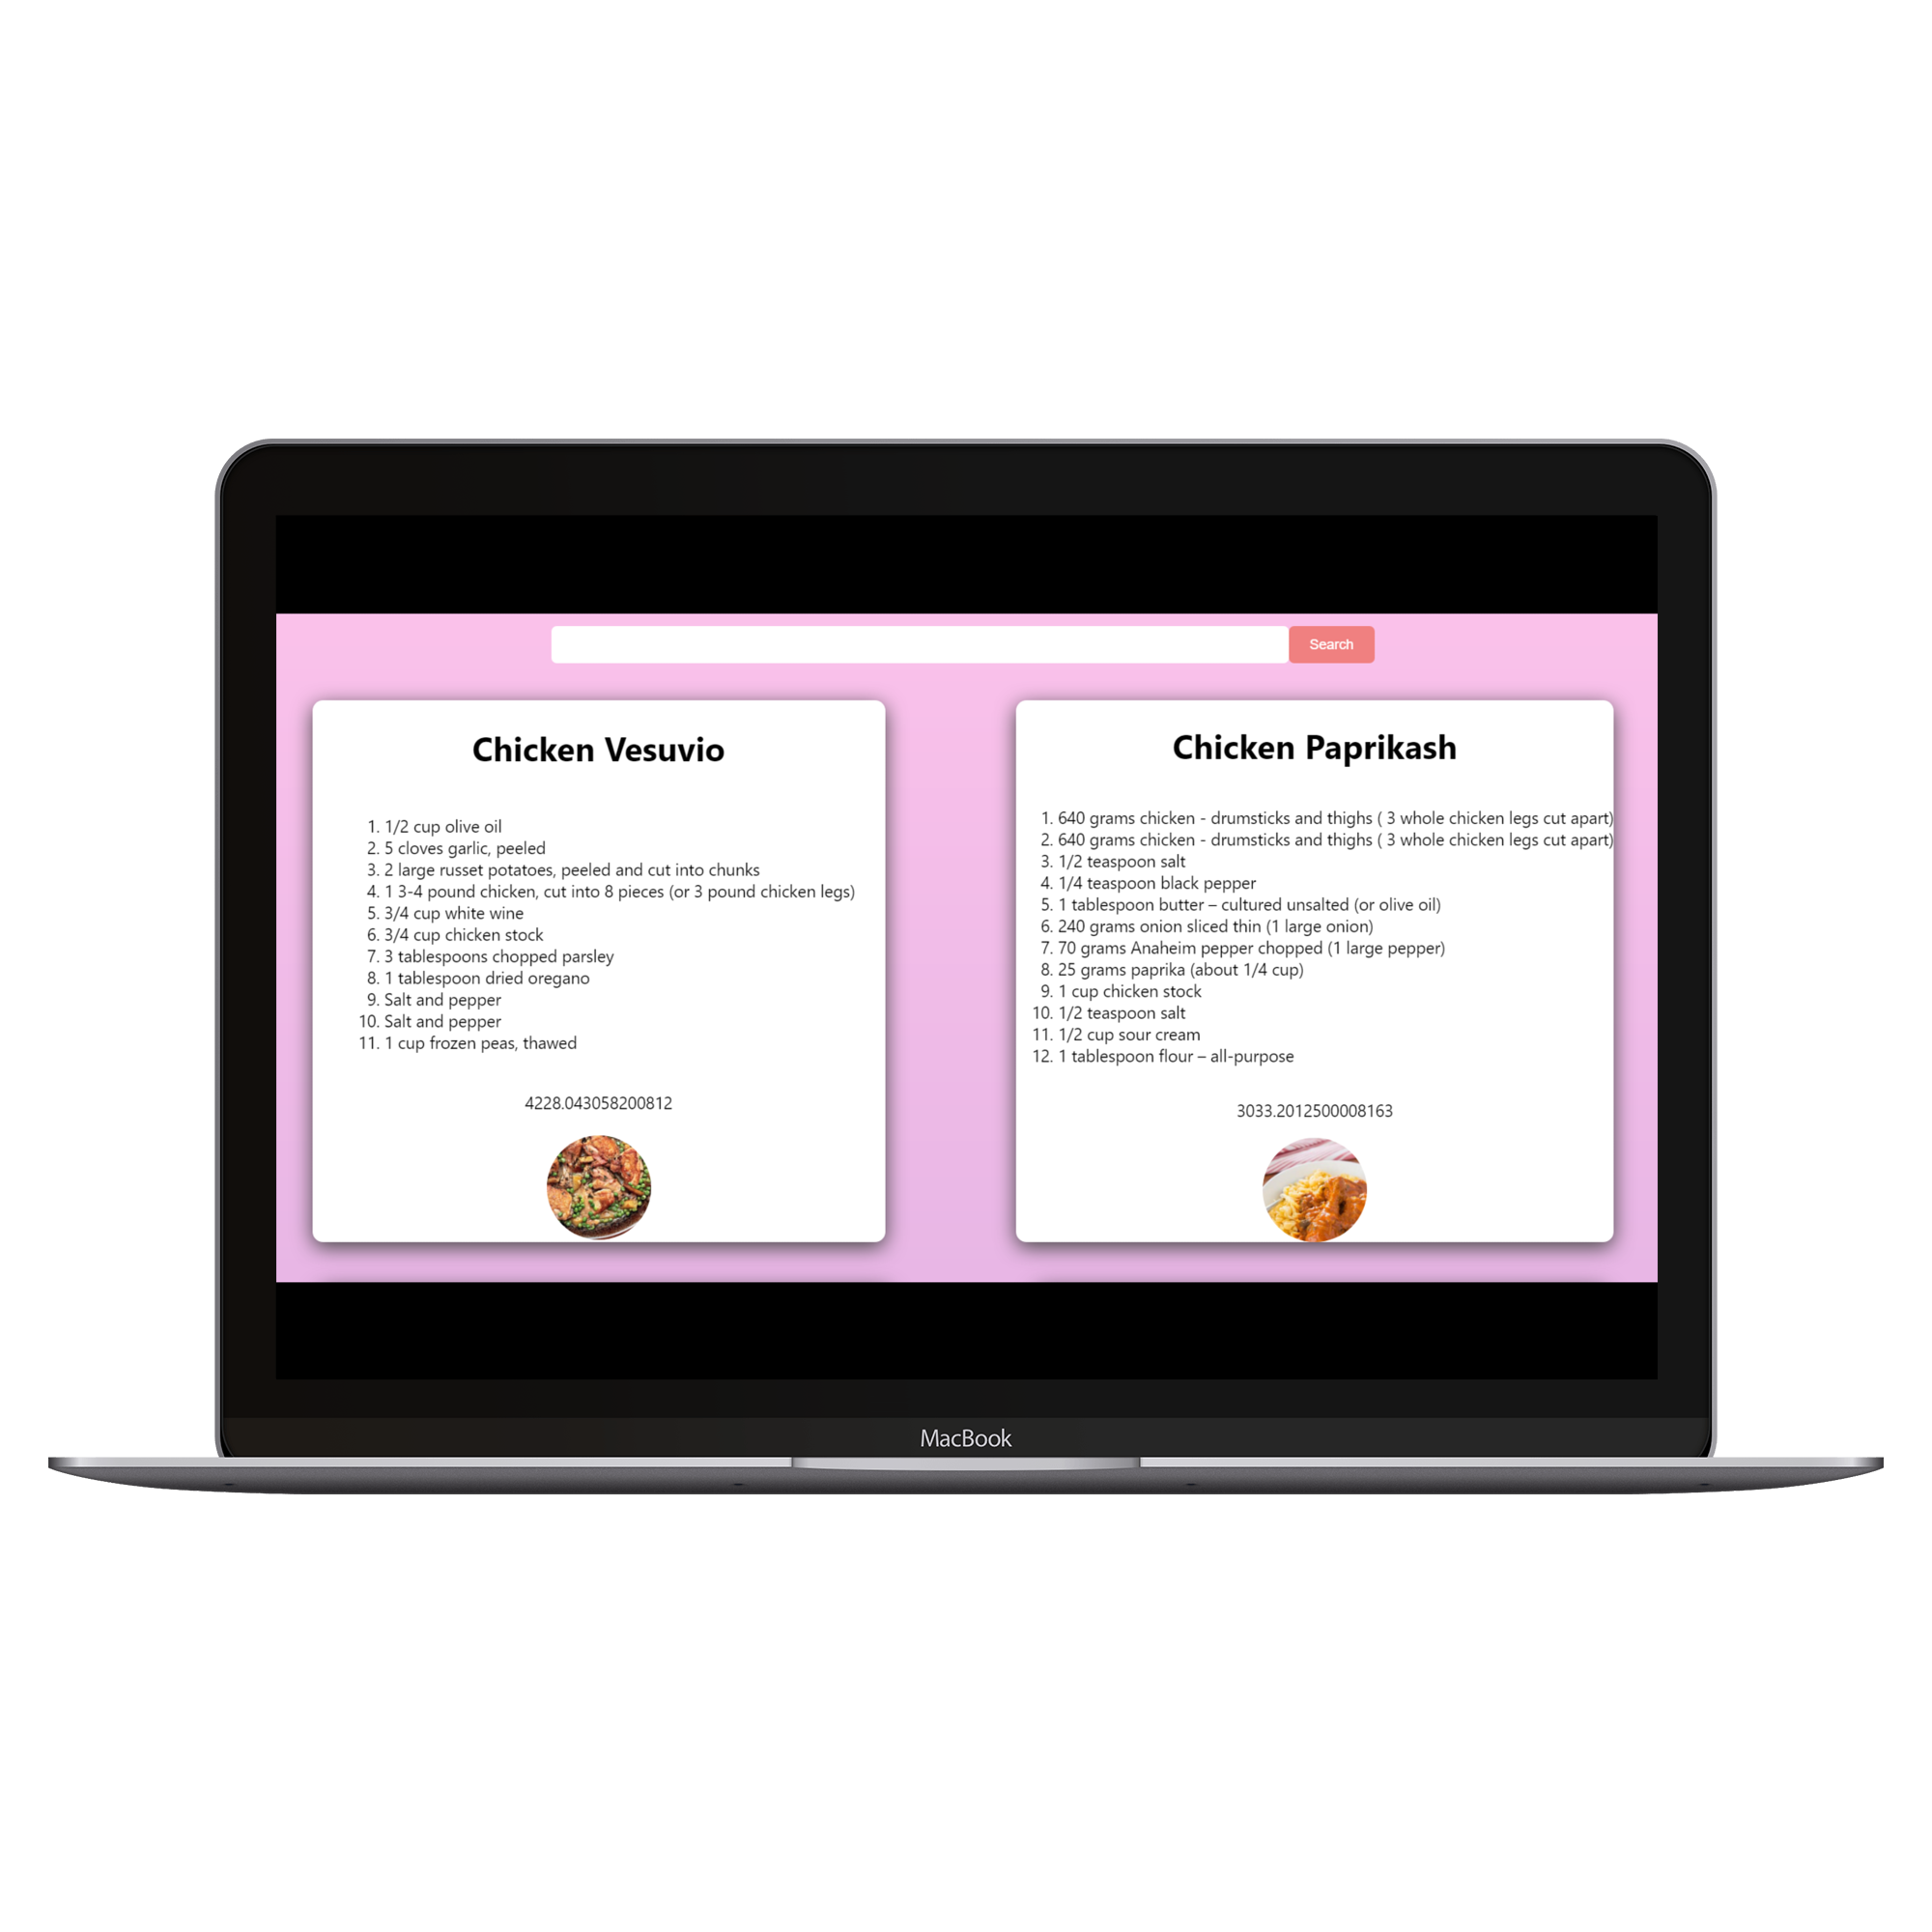 Search
Chicken Vesuvio
1. 1/2 cup olive oil
2. 5 cloves garlic, peeled
3. 2 large russet potatoes, peeled and cut into chunks
4. 1 3-4 pound chicken, cut into 8 pieces (or 3 pound chicken legs)
5. 3/4 cup white wine
6. 3/4 cup chicken stock
7. 3 tablespoons chopped parsley
8. 1 tablespoon dried oregano
9. Salt and pepper
10. Salt and pepper
11. 1 cup frozen peas, thawed
4228.043058200812
Chicken Paprikash
1. 640 grams chicken - drumsticks and thighs ( 3 whole chicken legs cut apart)
2. 640 grams chicken - drumsticks and thighs ( 3 whole chicken legs cut apart)
3. 1/2 teaspoon salt
4. 1/4 teaspoon black pepper
5. 1 tablespoon butter – cultured unsalted (or olive oil)
6. 240 grams onion sliced thin (1 large onion)
7. 70 grams Anaheim pepper chopped (1 large pepper)
8. 25 grams paprika (about 1/4 cup)
9. 1 cup chicken stock
10. 1/2 teaspoon salt
11. 1/2 cup sour cream
12. 1 tablespoon flour – all-purpose
3033.2012500008163
MacBook